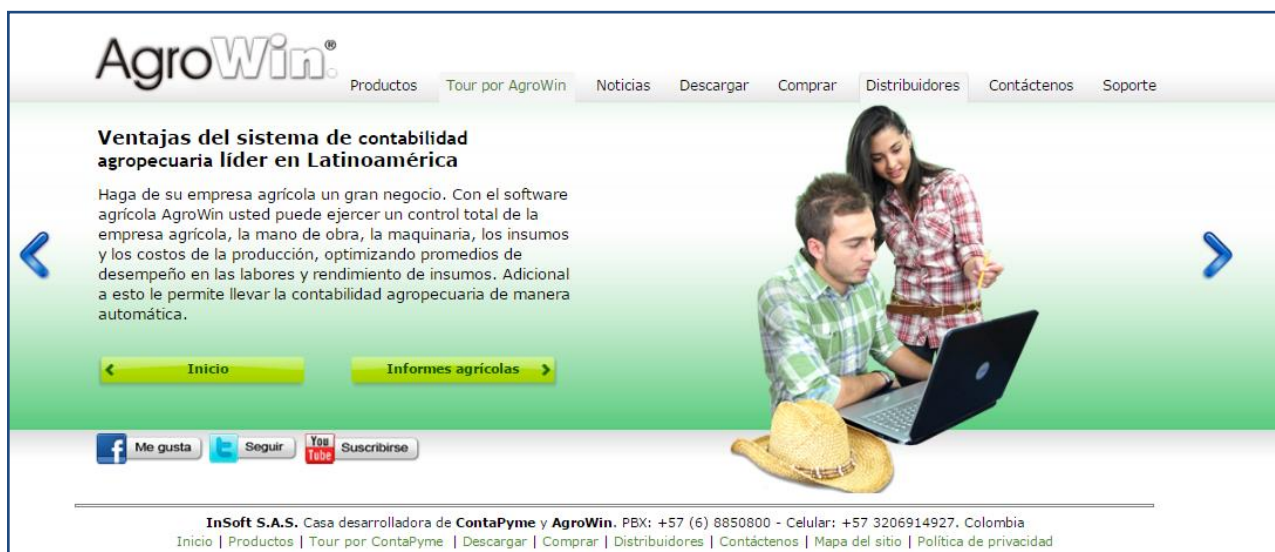 AgroWin®
Productos Tour por AgroWin Noticias Descargar Comprar Distribuidores Contáctenos Soporte
Ventajas del sistema de contabilidad
agropecuaria líder en Latinoamérica
Haga de su empresa agrícola un gran negocio. Con el software
agrícola AgroWin usted puede ejercer un control total de la
empresa agrícola, la mano de obra, la maquinaria, los insumos
y los costos de la producción, optimizando promedios de
desempeño en las labores y rendimiento de insumos. Adicional
a esto le permite llevar la contabilidad agropecuaria de manera
automática.
Inicio Informes agrícolas
f Me gusta t Seguir You Tube Suscribirse
InSoft S.A.S. Casa desarrolladora de ContaPyme y AgroWin. PBX: +57 (6) 8850800 - Celular: +57 3206914927. Colombia
Inicio | Productos | Tour por ContaPyme | Descargar | Comprar | Distribuidores | Contáctenos | Mapa del sitio | Política de privacidad